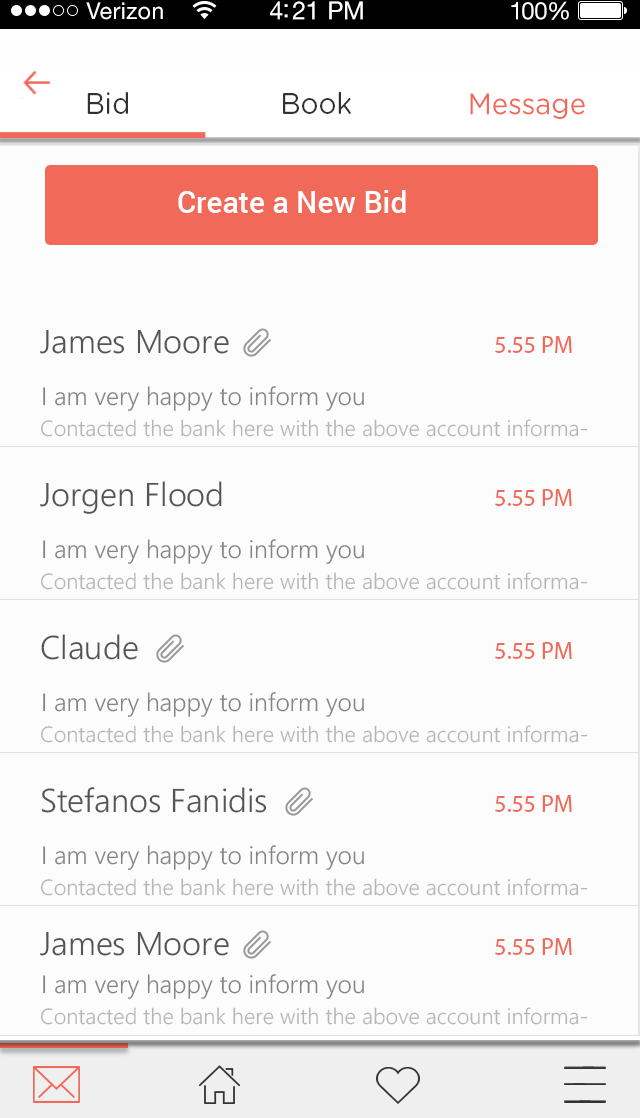 Verizon 4:21 PM 100%
Bid Book Message
Create a New Bid
James Moore 5.55 PM
I am very happy to inform you
Contacted the bank here with the above account informa-
Jorgen Flood 5.55 PM
I am very happy to inform you
Contacted the bank here with the above account informa-
Claude 5.55 PM
I am very happy to inform you
Contacted the bank here with the above account informa-
Stefanos Fanidis 5.55 PM
I am very happy to inform you
Contacted the bank here with the above account informa-
James Moore 5.55 PM
I am very happy to inform you
Contacted the bank here with the above account informa-